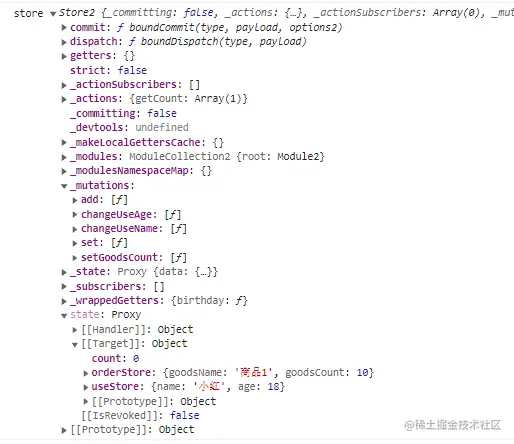 store ▼Store2 {_committing: false, _actions: {…}, _actionSubscribers: Array(0), _mut
▶ commit: ƒ boundCommit(type, payload, options2)
▶ dispatch: ƒ boundDispatch(type, payload)
▶ getters: {}
strict: false
▶ _actionSubscribers: []
▶ _actions: {getCount: Array(1)}
_committing: false
_devtools: undefined
▶ _makeLocalGettersCache: {}
▶ _modules: ModuleCollection2 {root: Module2}
▶ _modulesNamespaceMap: {}
▼ _mutations:
▶ add: [ƒ]
▶ changeUseAge: [ƒ]
▶ changeUseName: [ƒ]
▶ set: [ƒ]
▶ setGoodsCount: [ƒ]
▶ _state: Proxy {data: {…}}
▶ _subscribers: []
▶ _wrappedGetters: {birthday: ƒ}
▼ state: Proxy
▶ [[Handler]]: Object
▼ [[Target]]: Object
count: 0
▶ orderStore: {goodsName: '商品1', goodsCount: 10}
▶ useStore: {name: '小红', age: 18}
▶ [[Prototype]]: Object
[[IsRevoked]]: false
▶ [[Prototype]]: Object
@稀土掘金技术社区